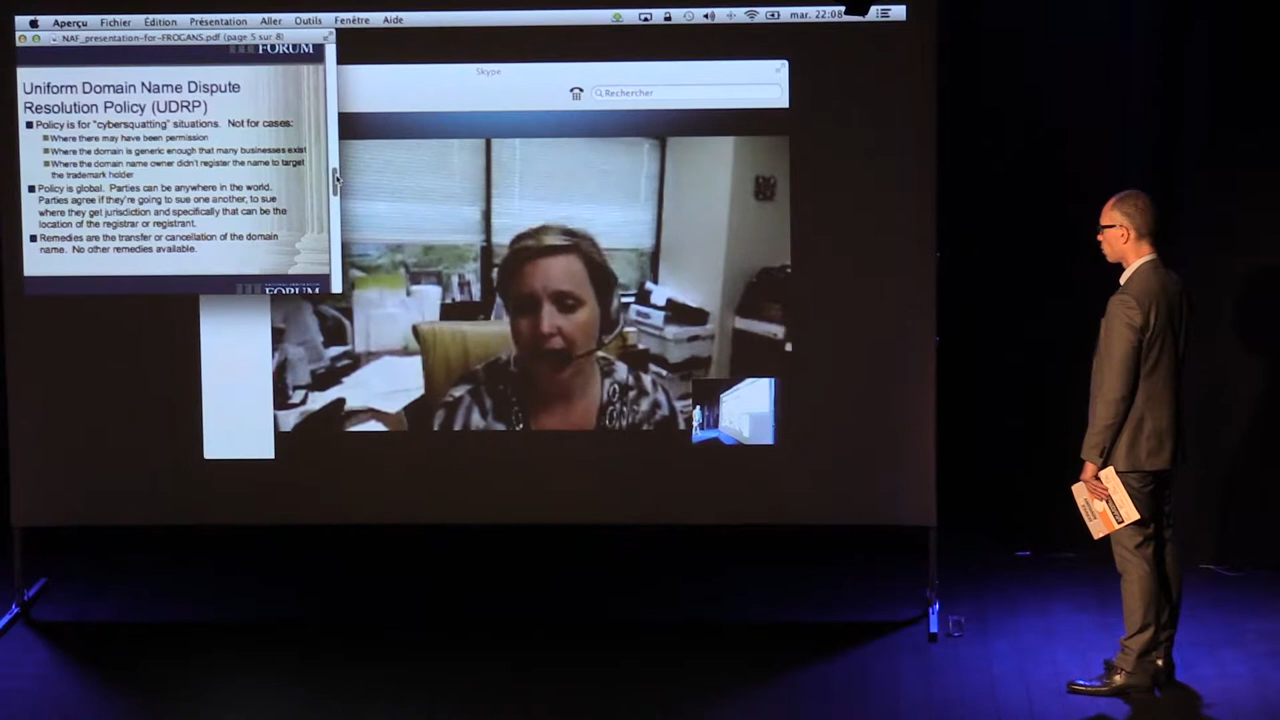 Aperçu Fichier Édition Présentation Aller Outils Fenêtre Aide mar. 22:08
NAF_presentation-for-FROGANS.pdf (page 5 sur 8)
FORUM
Skype
Rechercher
Uniform Domain Name Dispute
Resolution Policy (UDRP)
Policy is for "cybersquatting" situations. Not for cases:
Where there may have been permission
Where the domain is generic enough that many businesses exist
Where the domain name owner didn't register the name to target
the trademark holder
Policy is global. Parties can be anywhere in the world.
Parties agree if they're going to sue one another, to sue
where they get jurisdiction and specifically that can be the
location of the registrar or registrant.
Remedies are the transfer or cancellation of the domain
name. No other remedies available.
FORUM